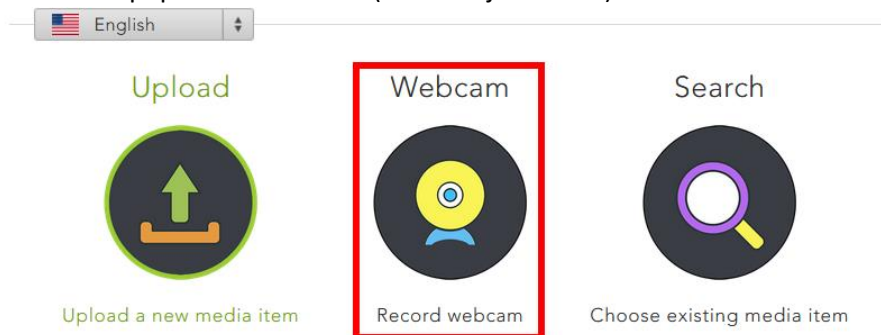 English
Upload Webcam Search
Upload a new media item Record webcam Choose existing media item